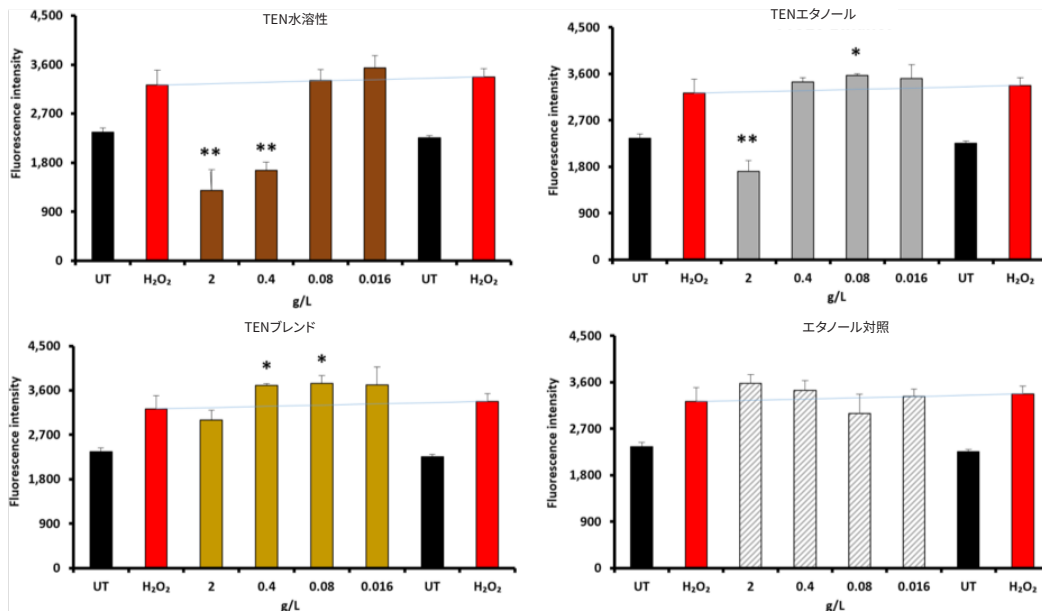 TEN水溶性
Fluorescence intensity
4,500
3,600
2,700
1,800
900
0
** **
UT H₂O₂ 2 0.4 0.08 0.016 UT H₂O₂
g/L
TENエタノール
Fluorescence intensity
4,500
3,600
2,700
1,800
900
0
** *
UT H₂O₂ 2 0.4 0.08 0.016 UT H₂O₂
g/L
TENブレンド
Fluorescence intensity
4,500
3,600
2,700
1,800
900
0
* *
UT H₂O₂ 2 0.4 0.08 0.016 UT H₂O₂
g/L
エタノール対照
Fluorescence intensity
4,500
3,600
2,700
1,800
900
0
UT H₂O₂ 2 0.4 0.08 0.016 UT H₂O₂
g/L